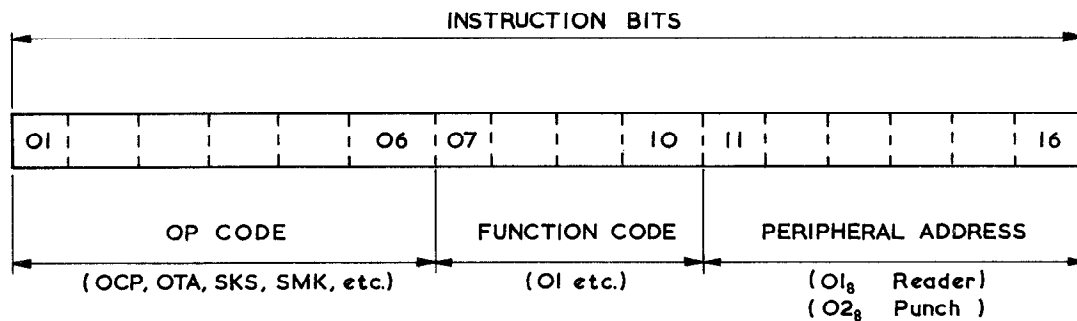 INSTRUCTION BITS
01 06 07 10 11 16
OP CODE FUNCTION CODE PERIPHERAL ADDRESS
(OCP, OTA, SKS, SMK, etc.) (01 etc.) (01₈ Reader)
(02₈ Punch)